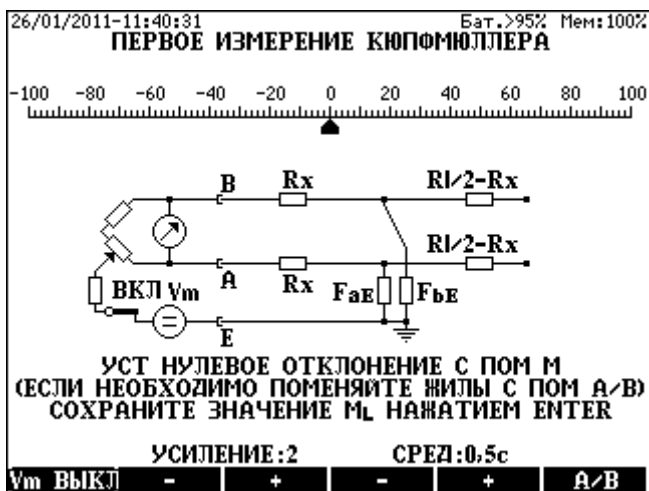 26/01/2011-11:40:31 Бат.>95% Мем:100%
ПЕРВОЕ ИЗМЕРЕНИЕ КЮПФМЮЛЛЕРА
-100 -80 -60 -40 -20 0 20 40 60 80 100
B Rx Rl/2-Rx
Rl/2-Rx
A Rx FaE FbE
ВКЛ Vm
E
УСТ НУЛЕВОЕ ОТКЛОНЕНИЕ С ПОМ М
(ЕСЛИ НЕОБХОДИМО ПОМЕНЯЙТЕ ЖИЛЫ С ПОМ A/B)
СОХРАНИТЕ ЗНАЧЕНИЕ ML НАЖАТИЕМ ENTER
УСИЛЕНИЕ:2 СРЕД:0,5с
Vm ВЫКЛ - + - + A/B